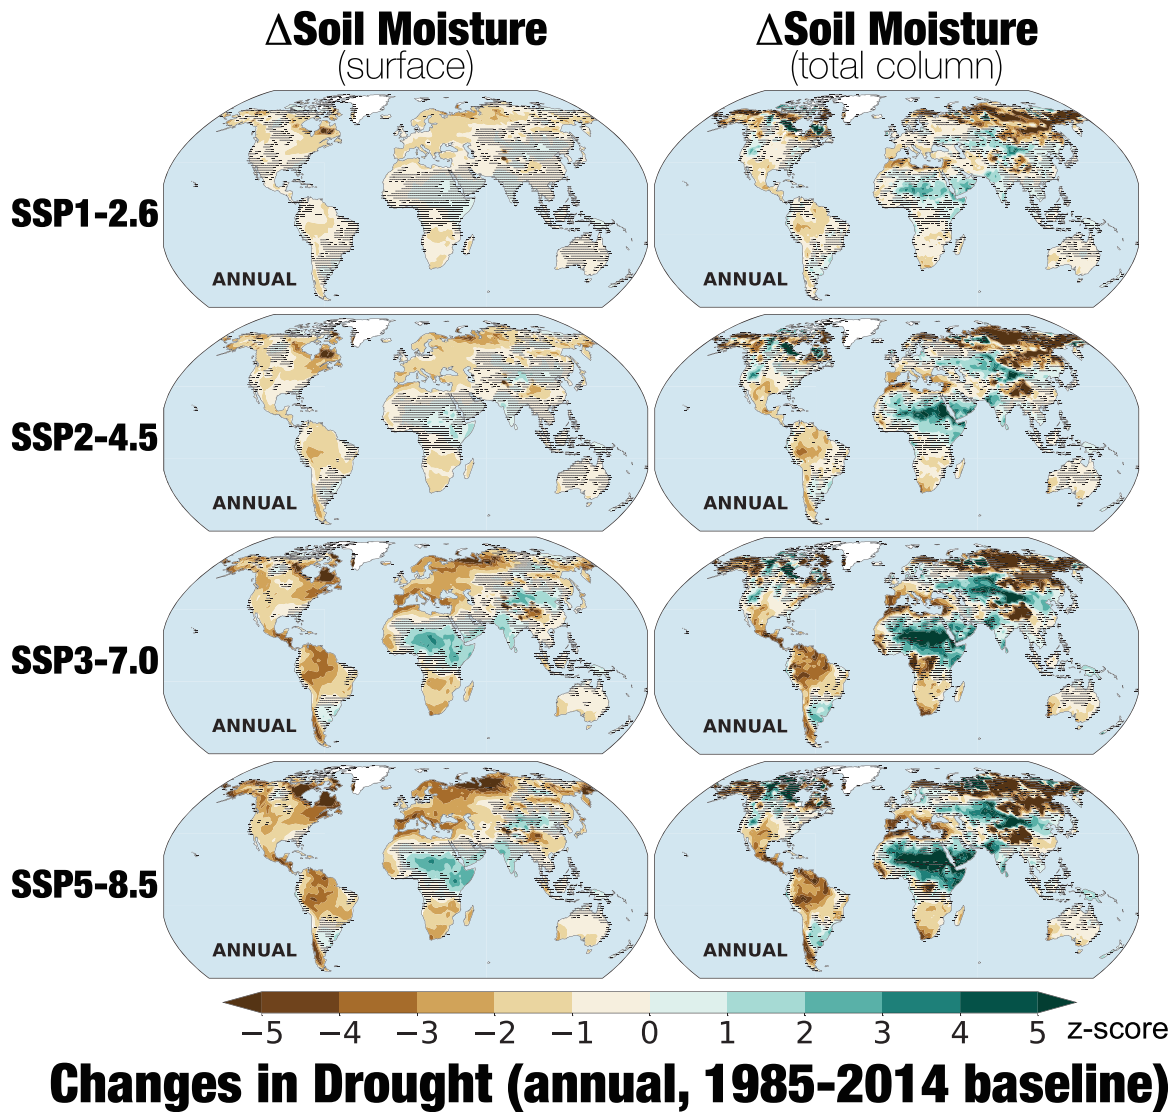 ΔSoil Moisture
(surface)
ΔSoil Moisture
(total column)
SSP1-2.6
ANNUAL
ANNUAL
SSP2-4.5
ANNUAL
ANNUAL
SSP3-7.0
ANNUAL
ANNUAL
SSP5-8.5
ANNUAL
ANNUAL
−5 −4 −3 −2 −1 0 1 2 3 4 5 z-score
Changes in Drought (annual, 1985-2014 baseline)